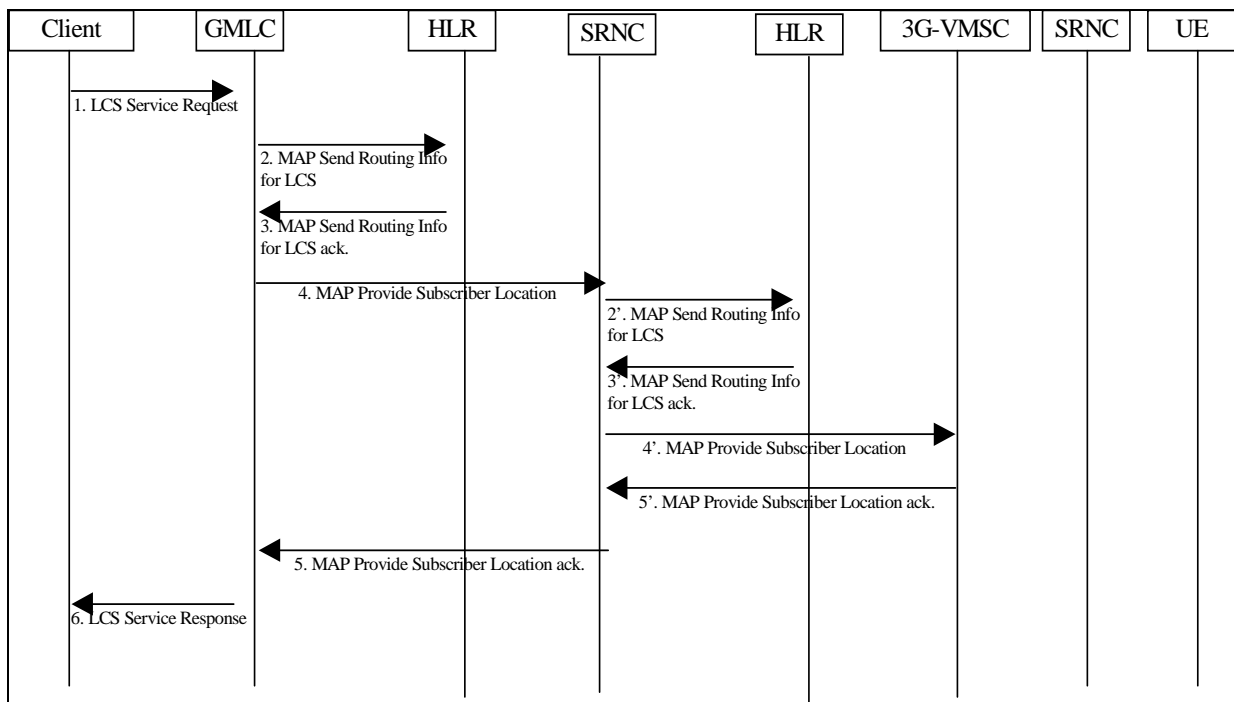 Client GMLC HLR SRNC HLR 3G-VMSC SRNC UE
1. LCS Service Request
2. MAP Send Routing Info
for LCS
3. MAP Send Routing Info
for LCS ack.
4. MAP Provide Subscriber Location
2’. MAP Send Routing Info
for LCS
3’. MAP Send Routing Info
for LCS ack.
4’. MAP Provide Subscriber Location
5’. MAP Provide Subscriber Location ack.
5. MAP Provide Subscriber Location ack.
6. LCS Service Response